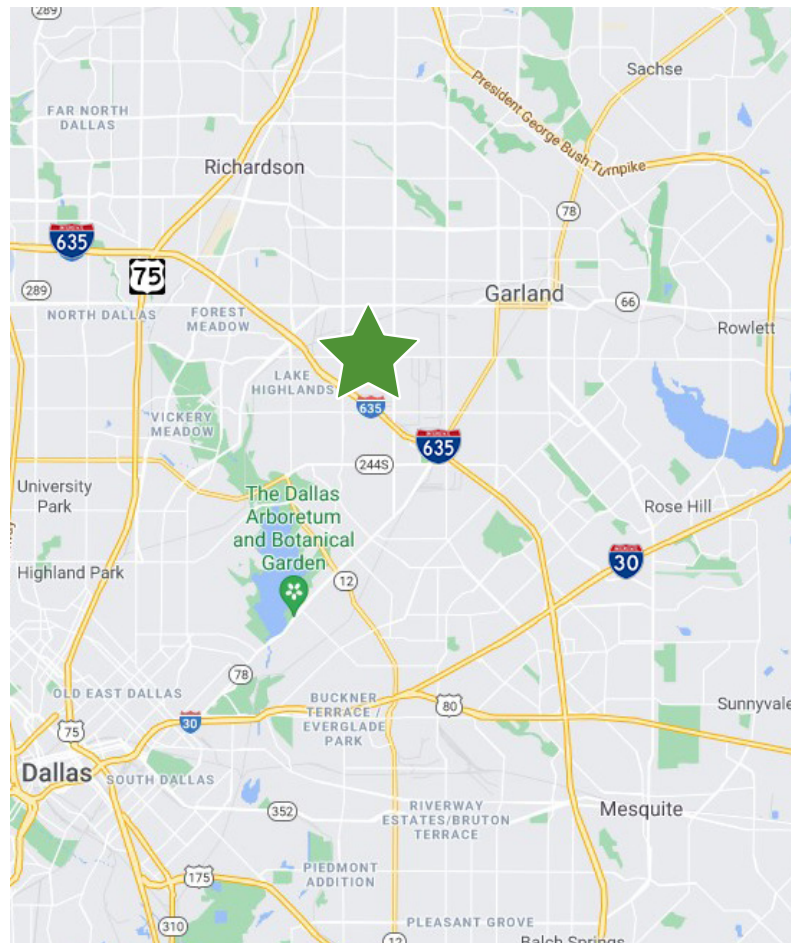 289
Sachse
President George Bush Turnpike
FAR NORTH
DALLAS
Richardson
78
635
75
289
Garland
66
NORTH DALLAS
FOREST
MEADOW
Rowlett
LAKE
HIGHLANDS
635
VICKERY
MEADOW
635
244S
University
Park
The Dallas
Arboretum
and Botanical
Garden
Rose Hill
30
Highland Park
12
78
OLD EAST DALLAS
BUCKNER
TERRACE /
EVERGLADE
PARK
80
Sunnyvale
30
75
Dallas
SOUTH DALLAS
352
RIVERWAY
ESTATES/BRUTON
TERRACE
Mesquite
PIEDMONT
ADDITION
175
310
PLEASANT GROVE
12
Balch Springs